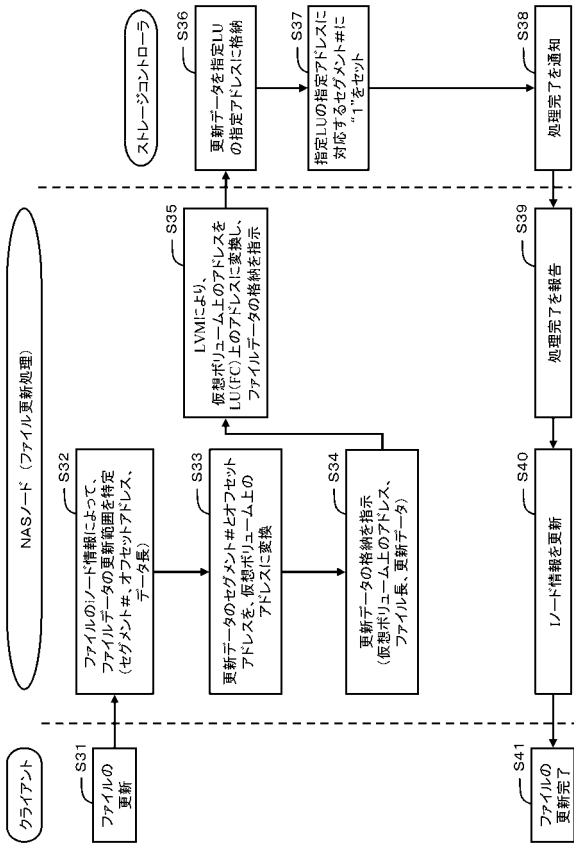 クライアント
NASノード (ファイル更新処理)
ストレージコントローラ
S31
ファイルの
更新
S32
ファイルのiノード情報によって、
ファイルデータの更新範囲を特定
(セグメント#、オフセットアドレス、
データ長)
S33
更新データのセグメント#とオフセット
アドレスを、仮想ボリューム上の
アドレスに変換
S34
更新データの格納を指示
(仮想ボリューム上のアドレス、
ファイル長、更新データ)
S35
LVMにより、
仮想ボリューム上のアドレスを
LU(FC)上のアドレスに変換し、
ファイルデータの格納を指示
S36
更新データを指定LU
の指定アドレスに格納
S37
指定LUの指定アドレスに
対応するセグメント#に
“1”をセット
S38
処理完了を通知
S39
処理完了を報告
S40
Iノード情報を更新
S41
ファイルの
更新完了